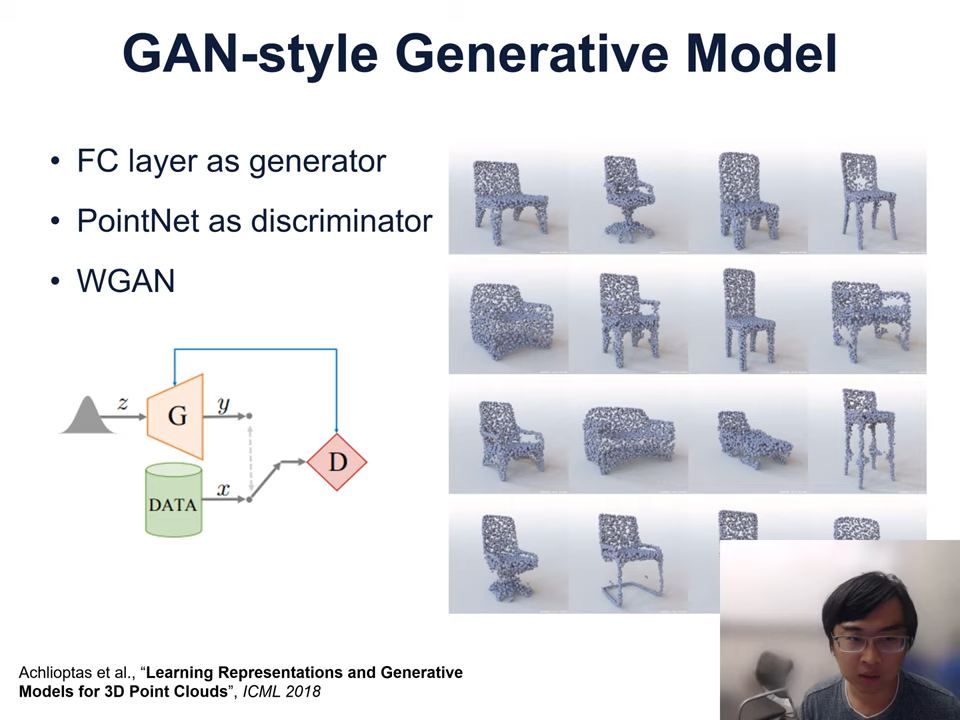 GAN-style Generative Model
• FC layer as generator
• PointNet as discriminator
• WGAN
z
G
y
D
DATA
x
Achlioptas et al., “Learning Representations and Generative
Models for 3D Point Clouds”, ICML 2018